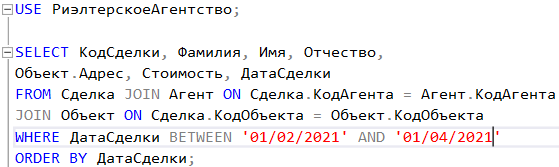 USE РиэлтерскоеАгентство;
SELECT КодСделки, Фамилия, Имя, Отчество,
Объект.Адрес, Стоимость, ДатаСделки
FROM Сделка JOIN Агент ON Сделка.КодАгента = Агент.КодАгента
JOIN Объект ON Сделка.КодОбъекта = Объект.КодОбъекта
WHERE ДатаСделки BETWEEN '01/02/2021' AND '01/04/2021'
ORDER BY ДатаСделки;